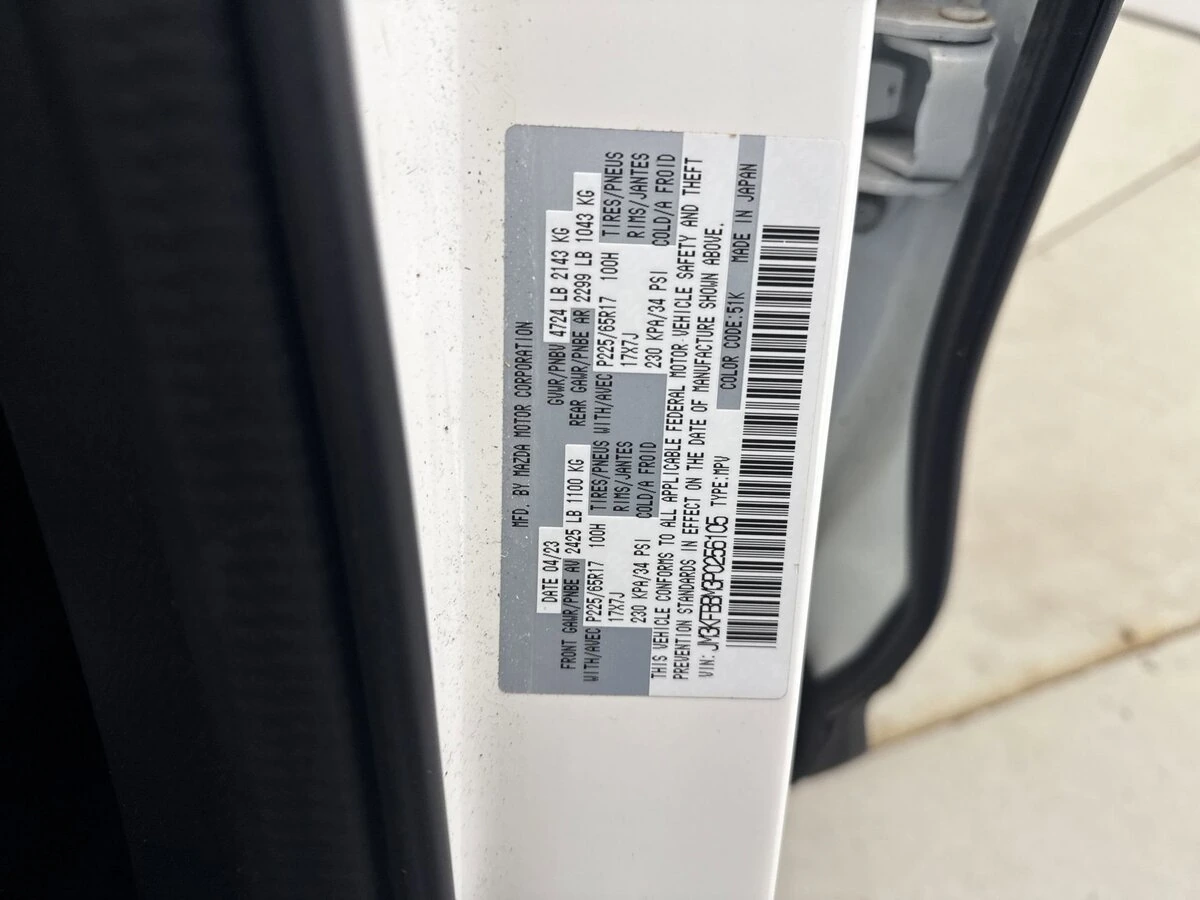 MFD. BY MAZDA MOTOR CORPORATION
DATE 04/23 GVWR/PNBV 4724 LB 2143 KG
FRONT GAWR/PNBE AV 2425 LB 1100 KG REAR GAWR/PNBE AR 2299 LB 1043 KG
WITH/AVEC P225/65R17 100H TIRES/PNEUS WITH/AVEC P225/65R17 100H TIRES/PNEUS
17X7J RIMS/JANTES 17X7J RIMS/JANTES
230 KPA/34 PSI COLD/A FROID 230 KPA/34 PSI COLD/A FROID
THIS VEHICLE CONFORMS TO ALL APPLICABLE FEDERAL MOTOR VEHICLE SAFETY AND THEFT
PREVENTION STANDARDS IN EFFECT ON THE DATE OF MANUFACTURE SHOWN ABOVE.
VIN: JM3KFBBM3P0256105 TYPE:MPV COLOR CODE:51K MADE IN JAPAN